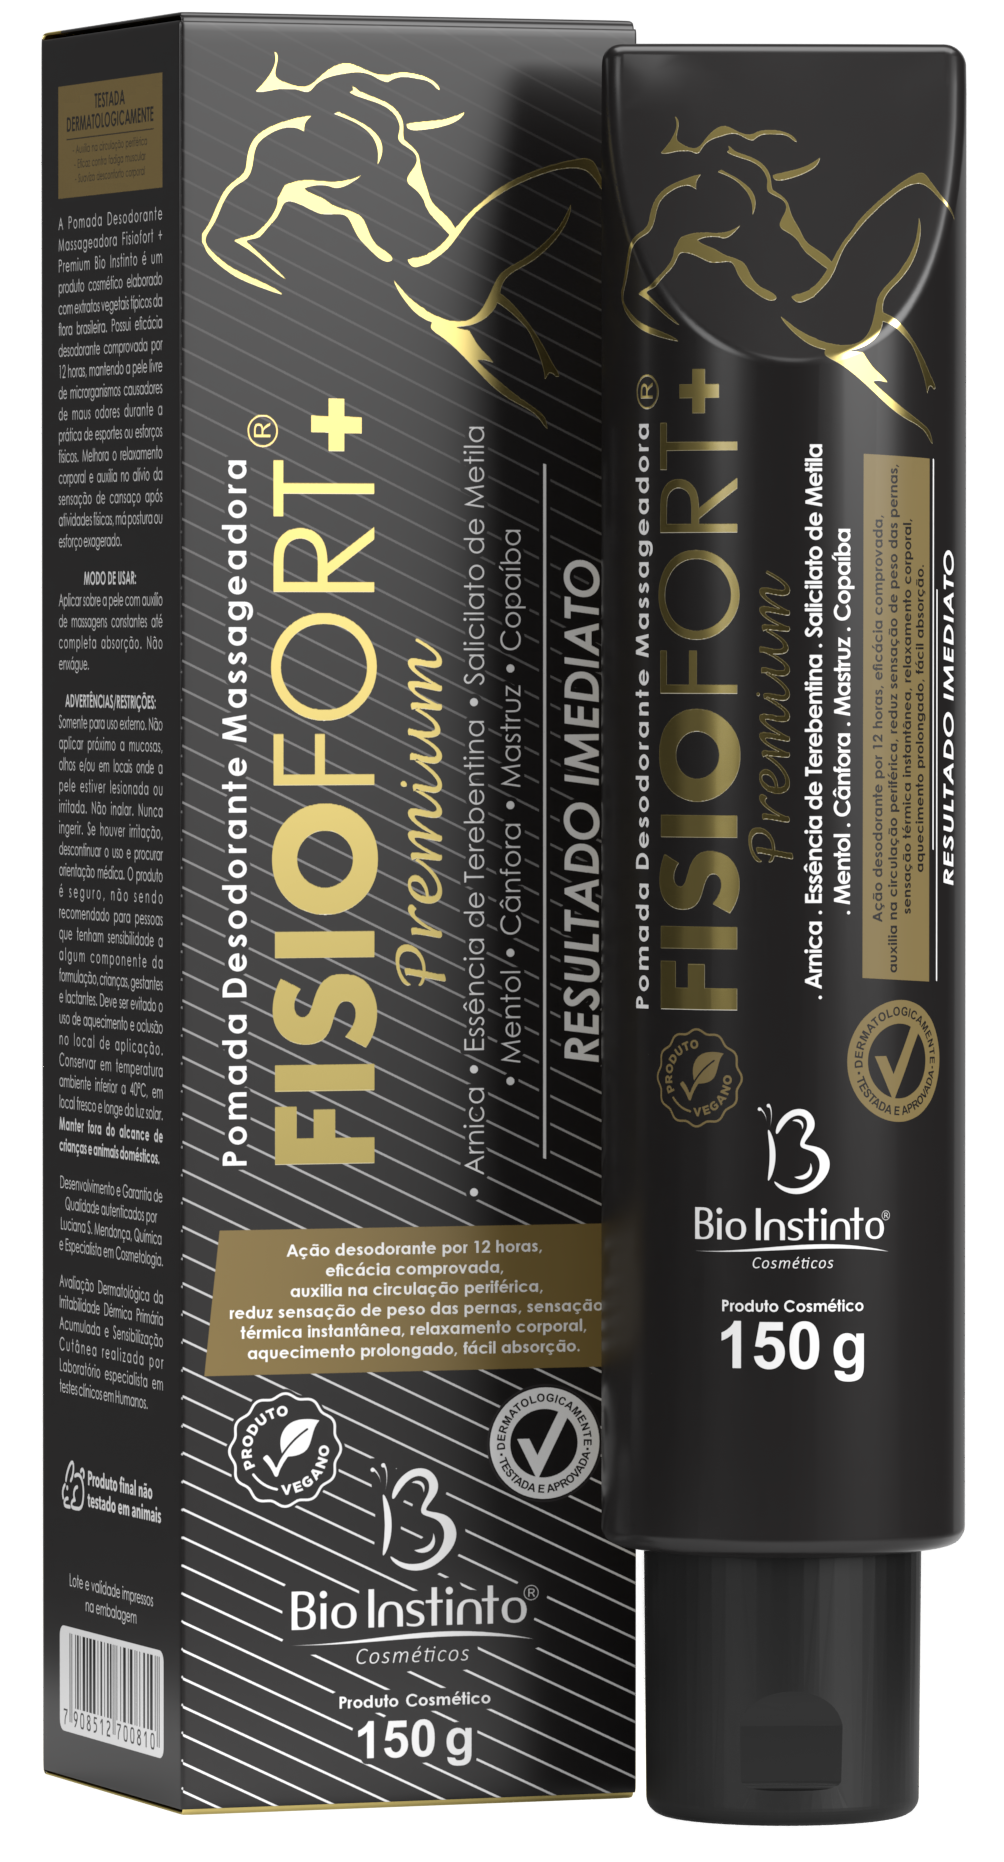 TESTADA
DERMATOLOGICAMENTE
- Auxilia na circulação periférica
- Eficaz contra fadiga muscular
A Pomada Desodorante
Massageadora Fisiofort +
Premium Bio Instinto é um
produto cosmético elaborado
com extratos vegetais típicos da
flora brasileira. Possui eficácia
desodorante comprovada por
12 horas, mantendo a pele livre
de microrganismos causadores
de maus odores durante a
prática de esportes ou esforços
físicos. Melhora o relaxamento
corporal e auxilia no alívio da
sensação de cansaço após
atividades físicas, má postura ou
esforço exagerado.
MODO DE USAR:
Aplicar sobre a pele com auxílio
de massagens constantes até
completa absorção. Não
enxágue.
ADVERTÊNCIAS/RESTRIÇÕES:
Somente para uso externo. Não
aplicar próximo a mucosas,
olhos e/ou em locais onde a
pele estiver lesionada ou
irritada. Não inalar. Nunca
ingerir. Se houver irritação,
descontinuar o uso e procurar
orientação médica. O produto
é seguro, não sendo
recomendado para pessoas
que tenham sensibilidade a
algum componente da
formulação, crianças, gestantes
e lactantes. Deve ser evitado o
uso de aquecimento e oclusão
no local de aplicação.
Conservar em temperatura
ambiente inferior a 40°C, em
local fresco e longe da luz solar.
Manter fora do alcance de
crianças e animais domésticos.
Desenvolvimento e Garantia de
Qualidade autenticados por
Luciana S. Mendonça, Química
e Especialista em Cosmetologia.
Avaliação Dermatológica da
Irritabilidade Dérmica Primária
Acumulada e Sensibilização
Cutânea realizada por
Laboratório especialista em
testes clínicos em Humanos.
Produto final não
testado em animais
Lote e validade impressos
na embalagem
7 908512 700810
Pomada Desodorante Massageadora
FISIOFORT+®
Premium
• Arnica • Essência de Terebentina • Salicilato de Metila
• Mentol • Cânfora • Mastruz • Copaíba
RESULTADO IMEDIATO
Ação desodorante por 12 horas,
eficácia comprovada,
auxilia na circulação periférica,
reduz sensação de peso das pernas, sensação
térmica instantânea, relaxamento corporal,
aquecimento prolongado, fácil absorção.
PRODUTO
VEGANO
• DERMATOLOGICAMENTE •
TESTADA E APROVADA
Bio Instinto®
Cosméticos
Produto Cosmético
150 g
Pomada Desodorante Massageadora ®
FISIOFORT+
Premium
. Arnica . Essência de Terebentina . Salicilato de Metila
. Mentol . Cânfora . Mastruz . Copaíba
Ação desodorante por 12 horas, eficácia comprovada,
auxilia na circulação periférica, reduz sensação de peso das pernas,
sensação térmica instantânea, relaxamento corporal,
aquecimento prolongado, fácil absorção.
RESULTADO IMEDIATO
PRODUTO
VEGANO
• DERMATOLOGICAMENTE •
TESTADA E APROVADA
Bio Instinto®
Cosméticos
Produto Cosmético
150 g